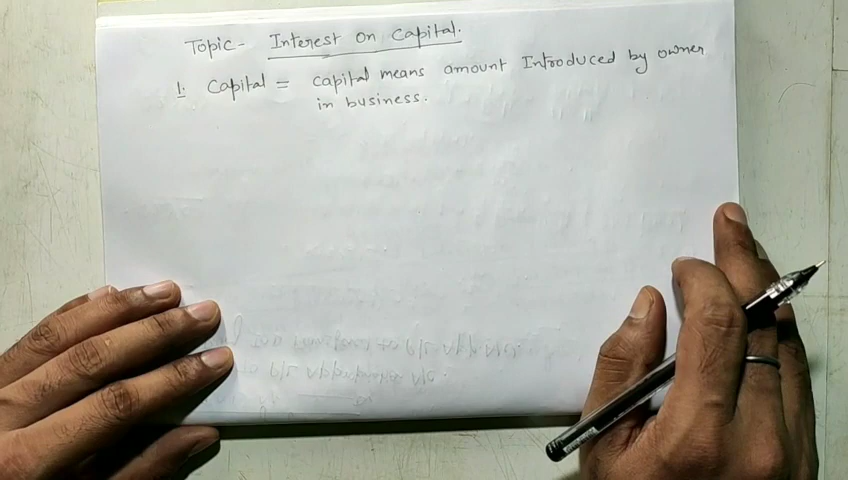 Topic- Interest on Capital.
1. Capital = capital means amount Introduced by owner
in business.